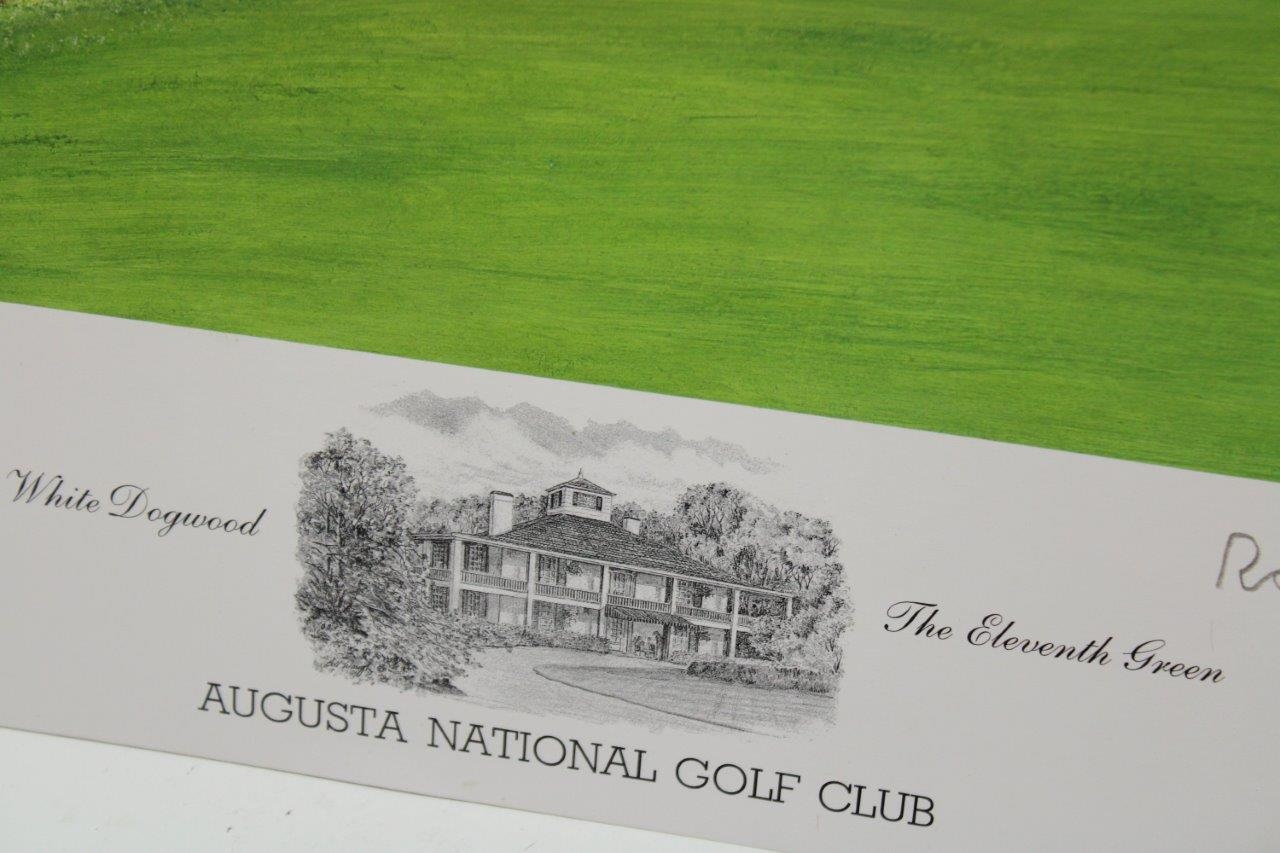 White Dogwood
The Eleventh Green
AUGUSTA NATIONAL GOLF CLUB